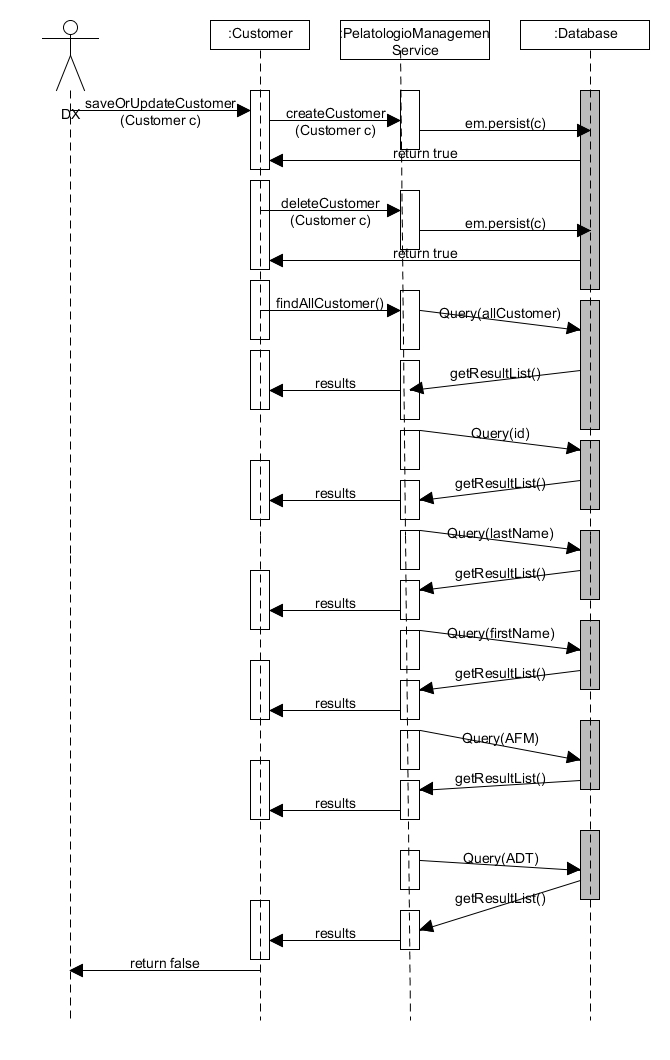 :Customer
:PelatologioManagemen
Service
:Database
DX
saveOrUpdateCustomer
(Customer c)
createCustomer
(Customer c)
em.persist(c)
return true
deleteCustomer
(Customer c)
em.persist(c)
return true
findAllCustomer()
Query(allCustomer)
getResultList()
results
Query(id)
getResultList()
results
Query(lastName)
getResultList()
results
Query(firstName)
getResultList()
results
Query(AFM)
getResultList()
results
Query(ADT)
getResultList()
results
return false